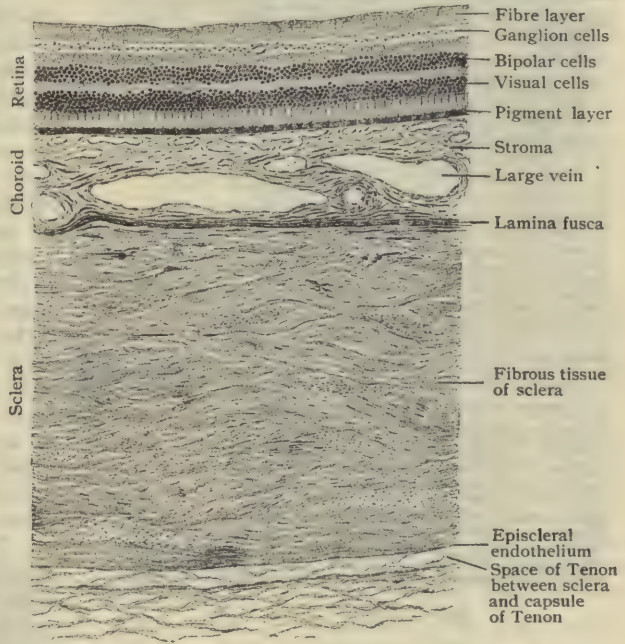 Fibre layer
Ganglion cells
Bipolar cells
Visual cells
Pigment layer
Stroma
Large vein
Lamina fusca
Fibrous tissue
of sclera
Episcleral
endothelium
Space of Tenon
between sclera
and capsule
of Tenon
Retina
Choroid
Sclera